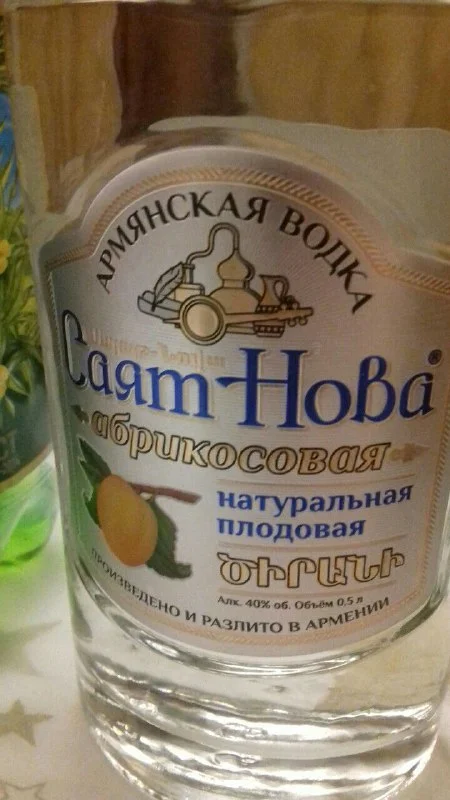 АРМЯНСКАЯ ВОДКА
Саят-Нова®
абрикосовая
натуральная
плодовая
ԾԻՐԱՆԻ
Алк. 40% об. Объём 0.5 л
ПРОИЗВЕДЕНО И РАЗЛИТО В АРМЕНИИ